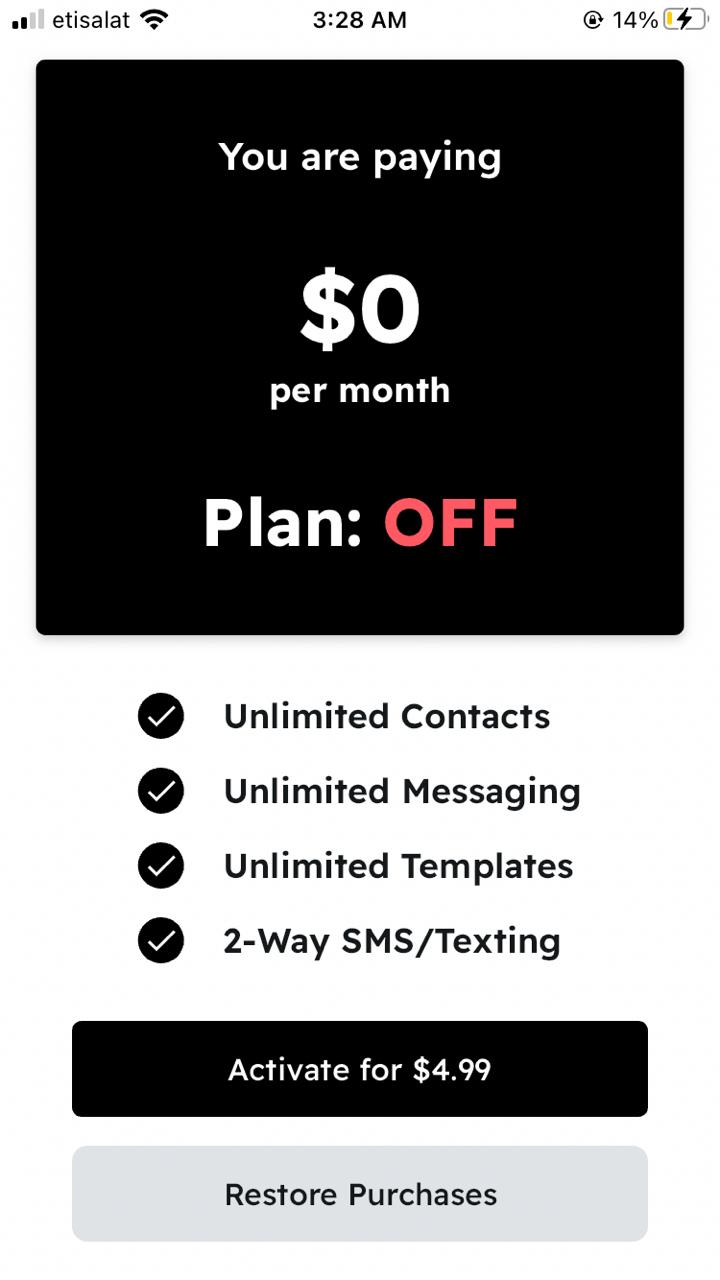 etisalat 3:28 AM 14%
You are paying
$0
per month
Plan: OFF
Unlimited Contacts
Unlimited Messaging
Unlimited Templates
2-Way SMS/Texting
Activate for $4.99
Restore Purchases